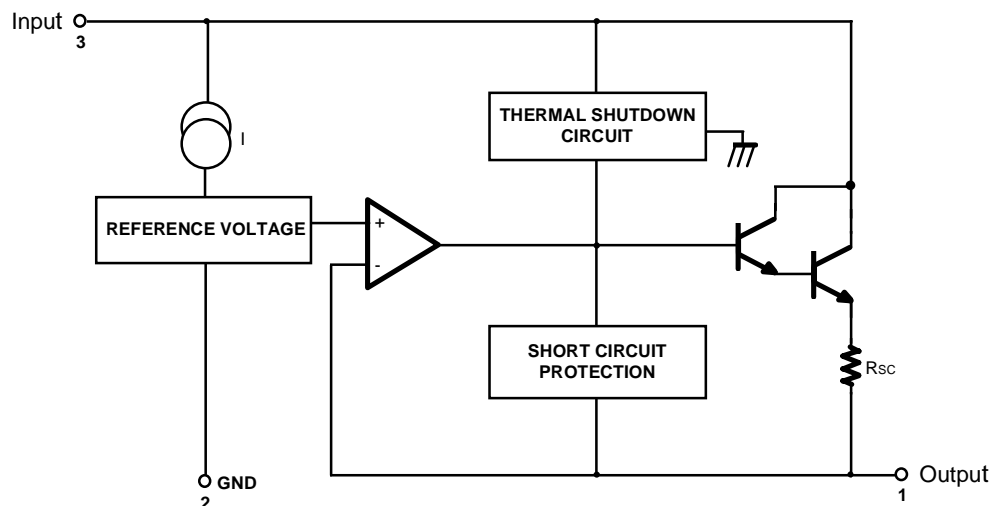 Input
3
THERMAL SHUTDOWN
CIRCUIT
I
REFERENCE VOLTAGE
+
-
SHORT CIRCUIT
PROTECTION
RSC
GND
2
Output
1